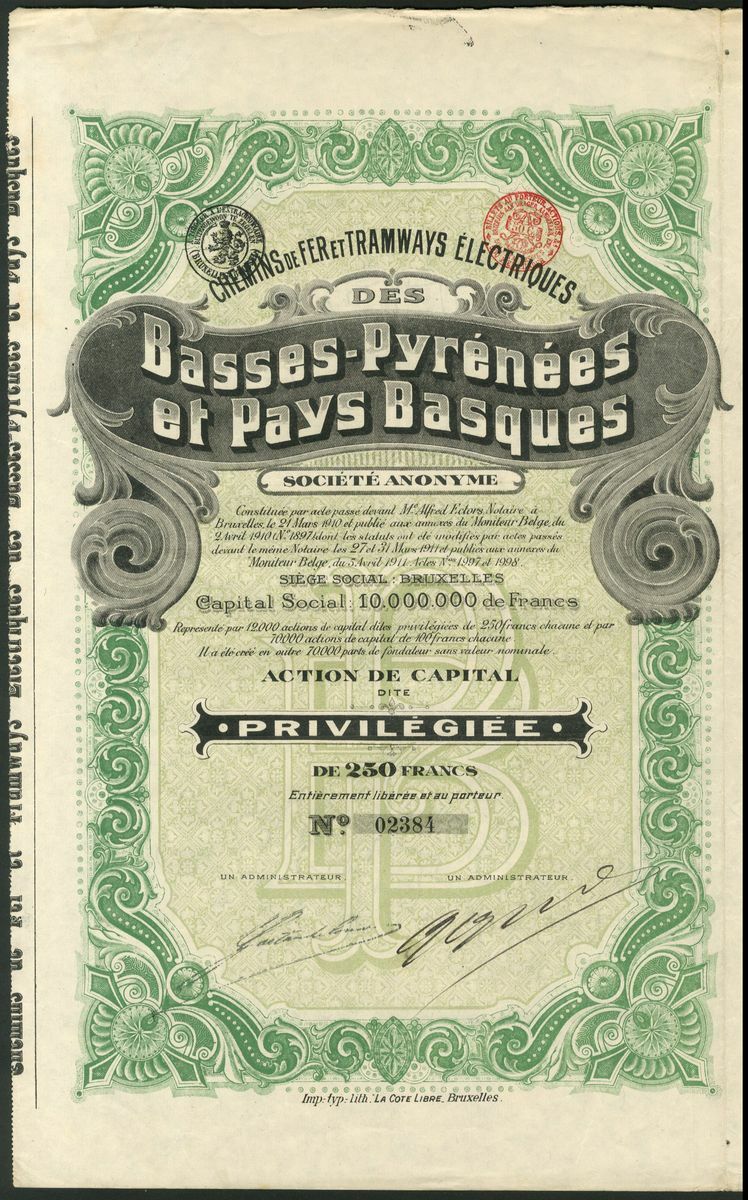 CHEMINS DE FER ET TRAMWAYS ÉLECTRIQUES
DES
Basses-Pyrénées
et Pays Basques
SOCIÉTÉ ANONYME
Constituée par acte passé devant Me. Alfred Ectors, Notaire à
Bruxelles, le 21 Mars 1910 et publié aux annexes du Moniteur Belge, du
2 Avril 1910 (No. 1897) dont les statuts ont été modifiés par actes passés
devant le même Notaire les 27 et 31 Mars 1911 et publiés aux annexes du
Moniteur Belge, du 5 Avril 1911. Actes Nos. 1997 et 1998.
SIÈGE SOCIAL : BRUXELLES
Capital Social : 10.000.000 de Francs
Représenté par 12.000 actions de capital dites privilégiées de 250 francs chacune et par
70.000 actions de capital de 100 francs chacune.
Il a été créé en outre 70.000 parts de fondateur sans valeur nominale.
ACTION DE CAPITAL
DITE
PRIVILÉGIÉE
DE 250 FRANCS
Entièrement libérée et au porteur.
No. 02384
UN ADMINISTRATEUR.
UN ADMINISTRATEUR.
Imp.-typ.-lith. "LA COTE LIBRE", Bruxelles.